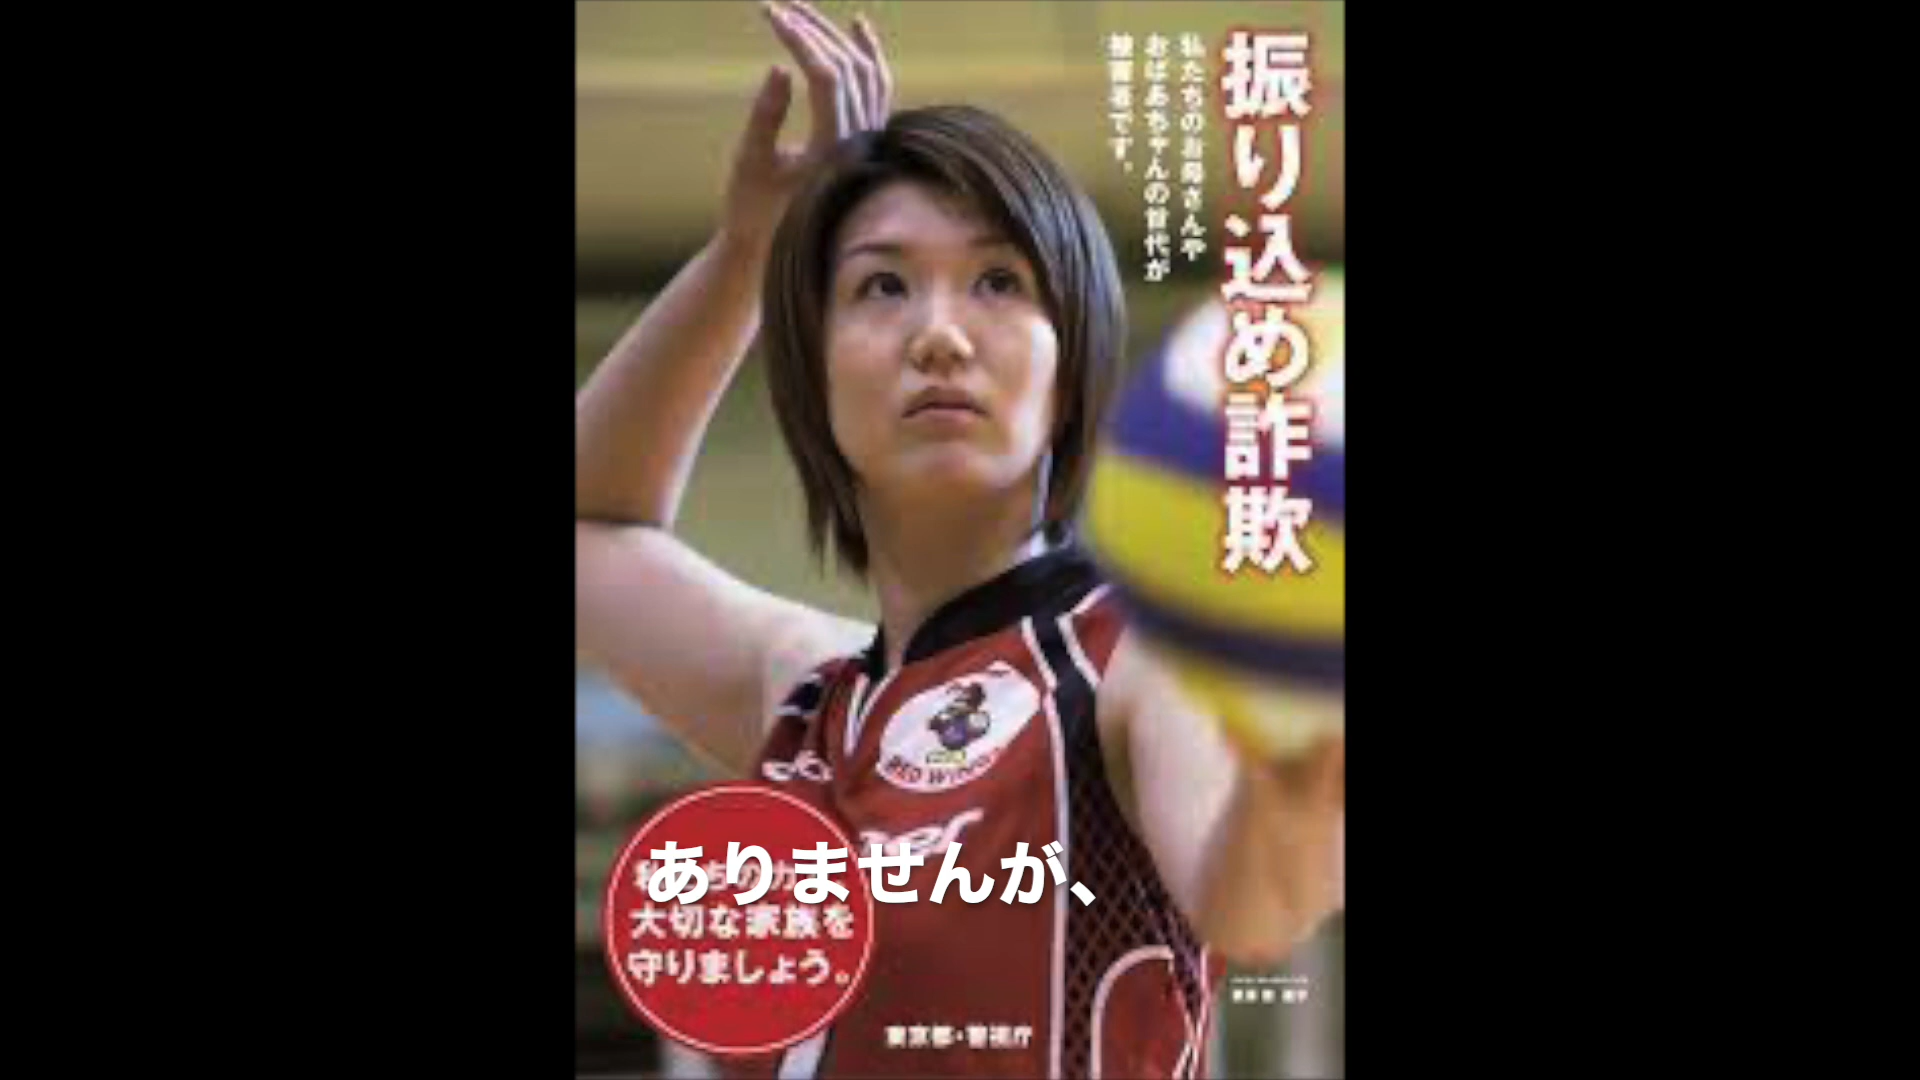 振り込め詐欺
私たちのお母さんや
おばあちゃんの世代が
被害者です。
RED WINGS
ありませんが、
大切な家族を
守りましょう。
東京都・警視庁